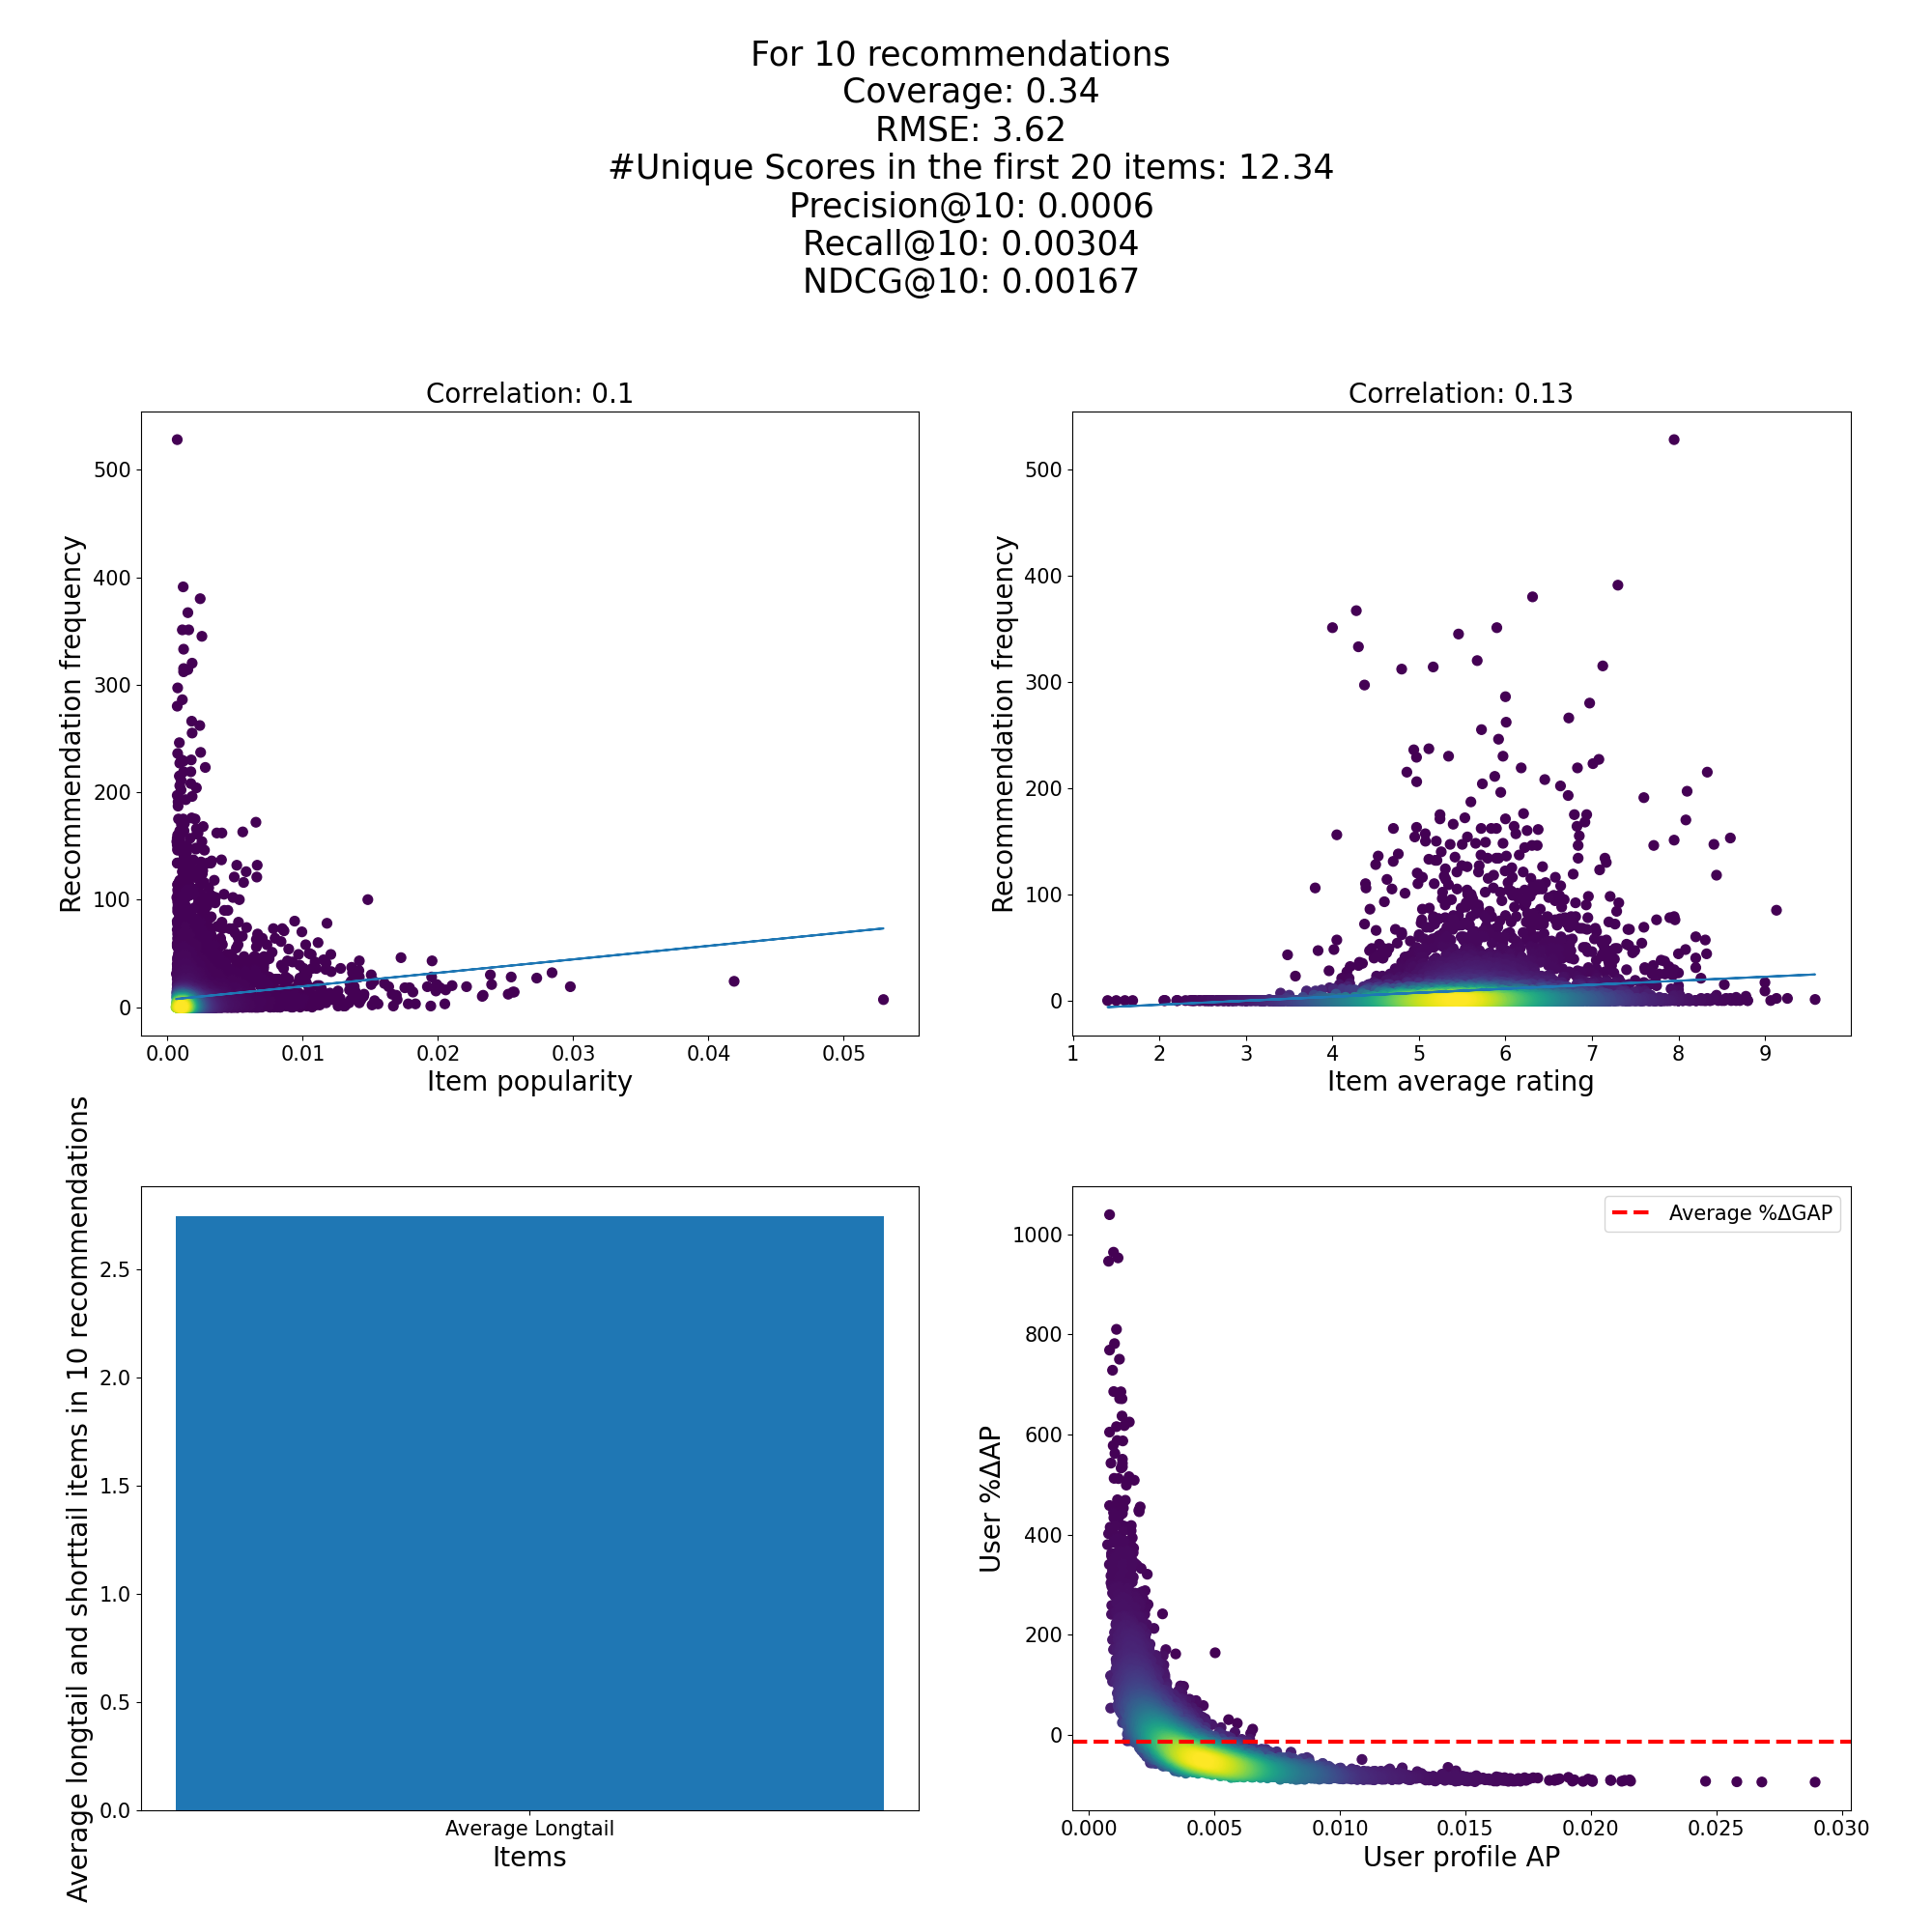 For 10 recommendations
Coverage: 0.34
RMSE: 3.62
#Unique Scores in the first 20 items: 12.34
Precision@10: 0.0006
Recall@10: 0.00304
NDCG@10: 0.00167
Correlation: 0.1
Recommendation frequency
500
400
300
200
100
0
0.00 0.01 0.02 0.03 0.04 0.05
Item popularity
Correlation: 0.13
Recommendation frequency
500
400
300
200
100
0
1 2 3 4 5 6 7 8 9
Item average rating
Average longtail and shorttail items in 10 recommendations
2.5
2.0
1.5
1.0
0.5
0.0
Average Longtail
Items
Average %ΔGAP
User %ΔAP
1000
800
600
400
200
0
0.000 0.005 0.010 0.015 0.020 0.025 0.030
User profile AP